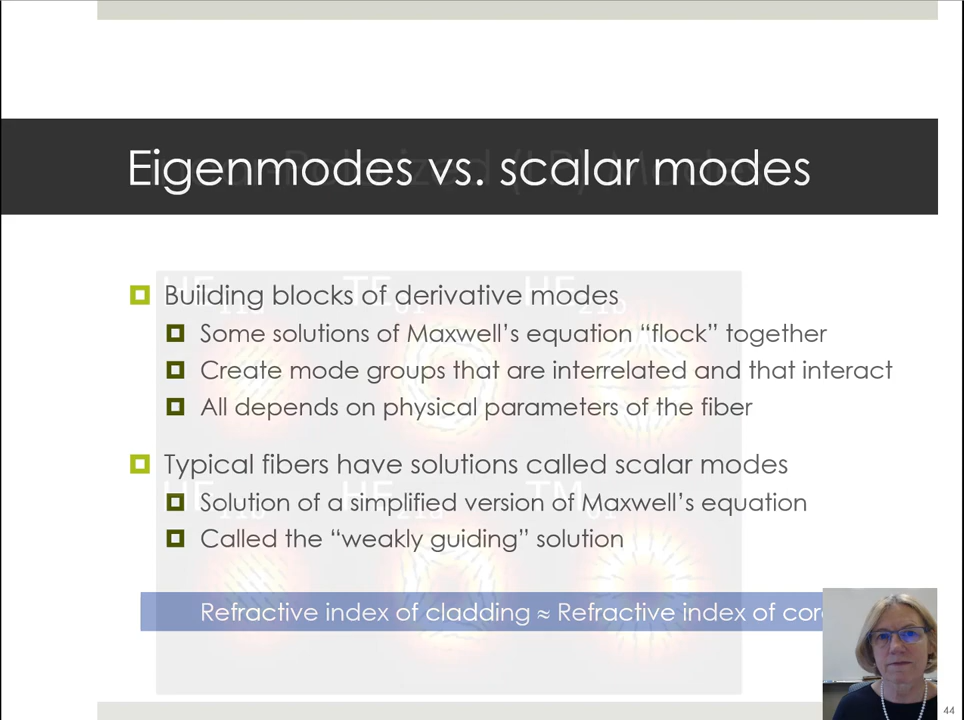 Eigenmodes vs. scalar modes
Building blocks of derivative modes
Some solutions of Maxwell's equation “flock” together
Create mode groups that are interrelated and that interact
All depends on physical parameters of the fiber
Typical fibers have solutions called scalar modes
Solution of a simplified version of Maxwell's equation
Called the “weakly guiding” solution
Refractive index of cladding ≈ Refractive index of
44